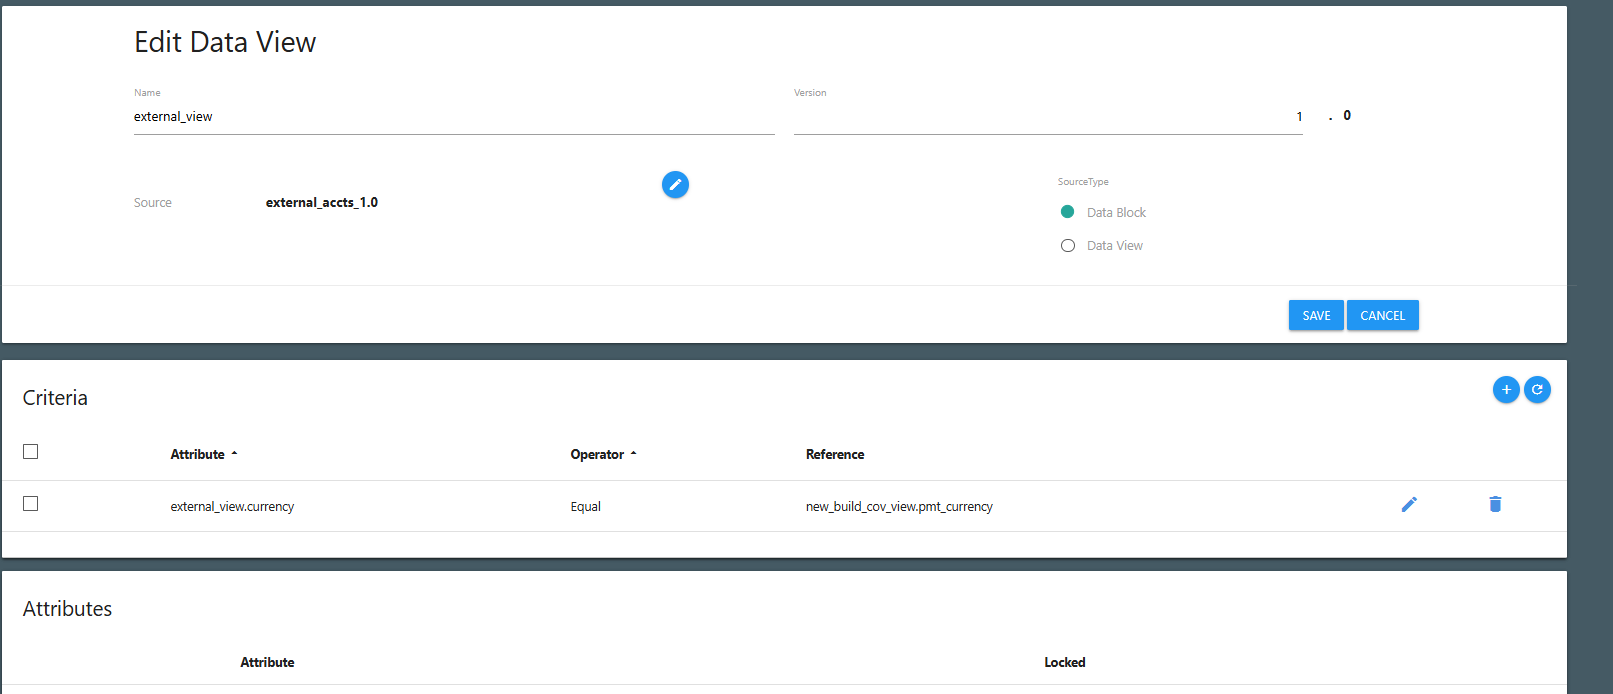 Edit Data View
Name
Version
external_view
1 . 0
Source external_accts_1.0
SourceType
Data Block
Data View
SAVE CANCEL
Criteria
Attribute Operator Reference
external_view.currency Equal new_build_cov_view.pmt_currency
Attributes
Attribute Locked